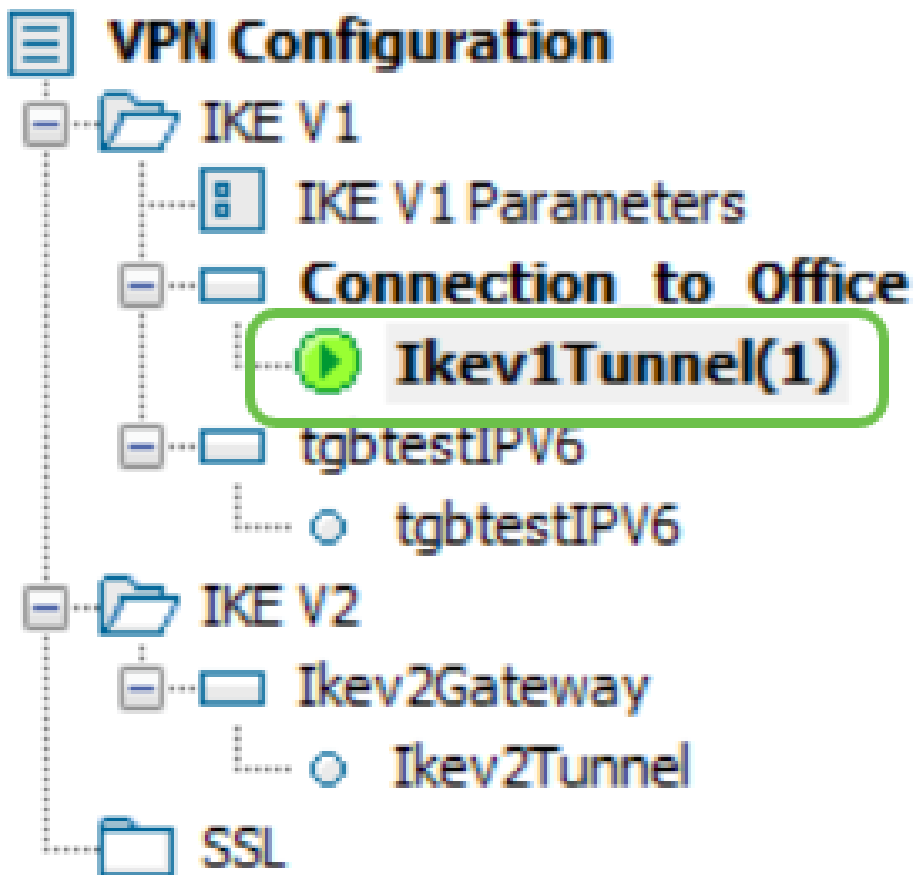 VPN Configuration
IKE V1
IKE V1 Parameters
Connection to Office
Ikev1Tunnel(1)
tgbtestIPV6
tgbtestIPV6
IKE V2
Ikev2Gateway
Ikev2Tunnel
SSL